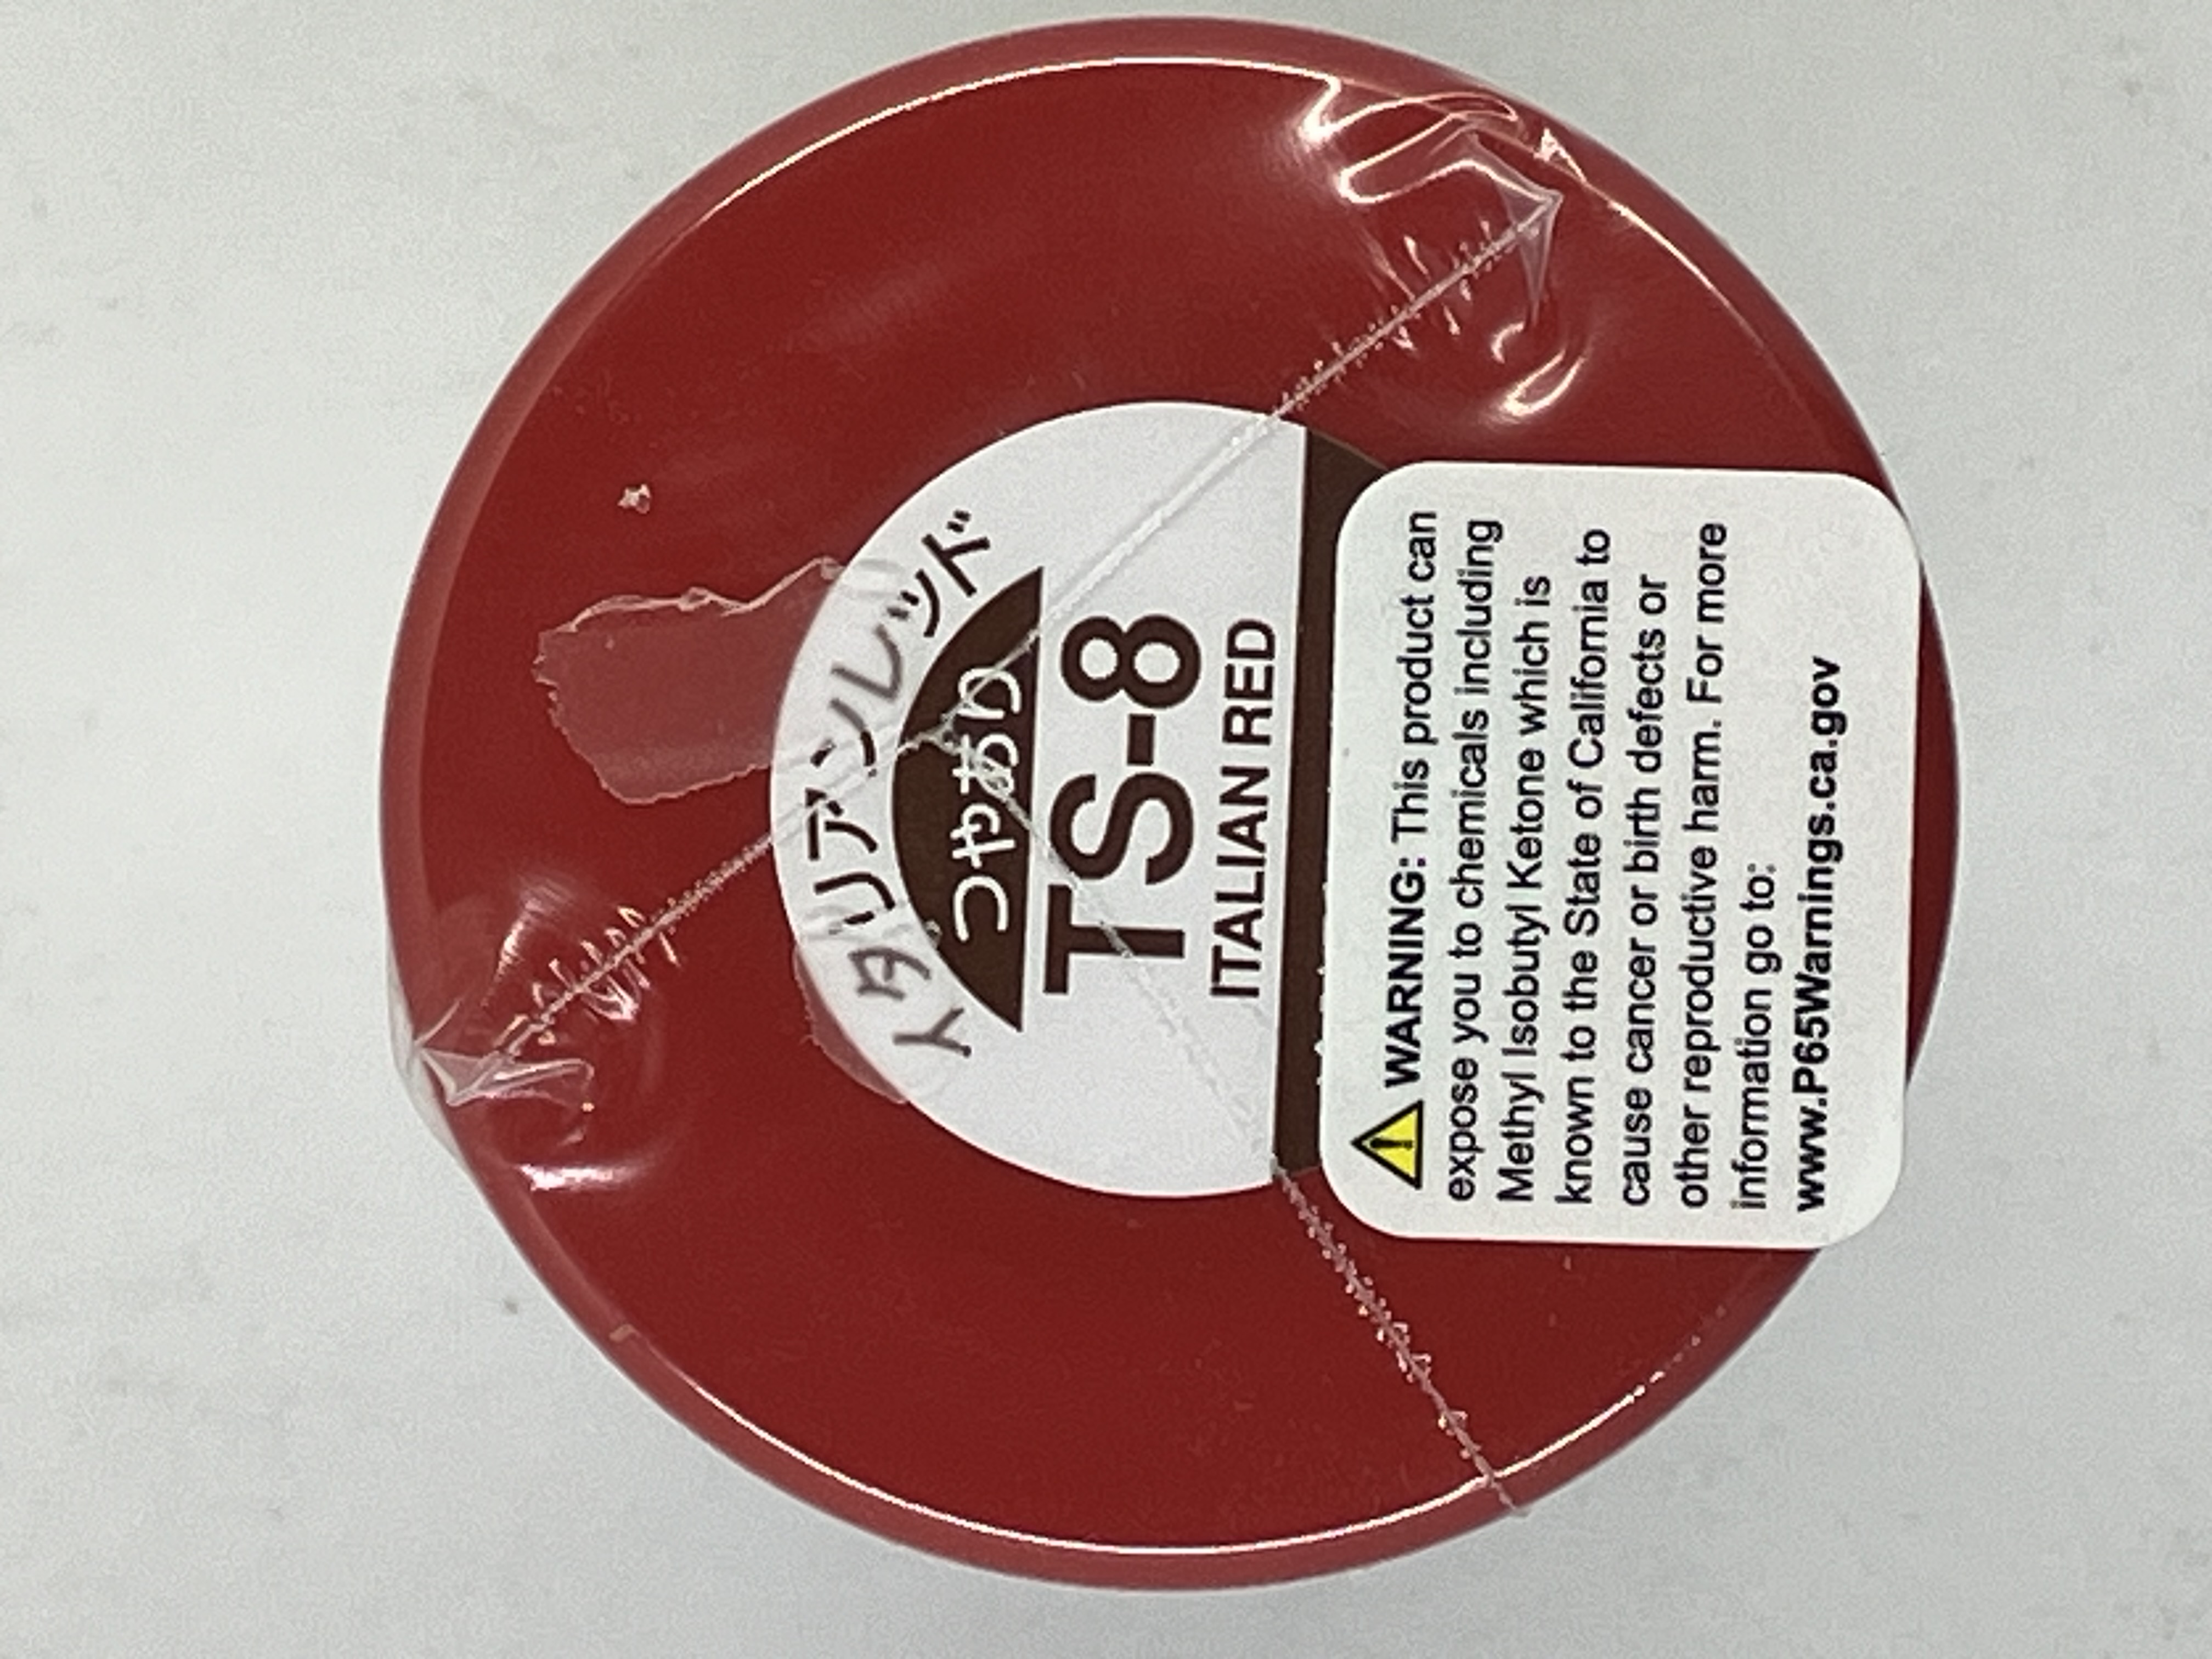 イタリアンレッド
つやあり
TS-8
ITALIAN RED
WARNING: This product can
expose you to chemicals including
Methyl Isobutyl Ketone which is
known to the State of California to
cause cancer or birth defects or
other reproductive harm. For more
information go to:
www.P65Warnings.ca.gov